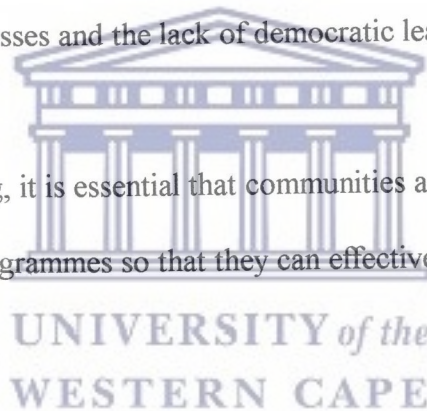 sses and the lack of democratic lea
, it is essential that communities a
grammes so that they can effective
UNIVERSITY of the
WESTERN CAPE